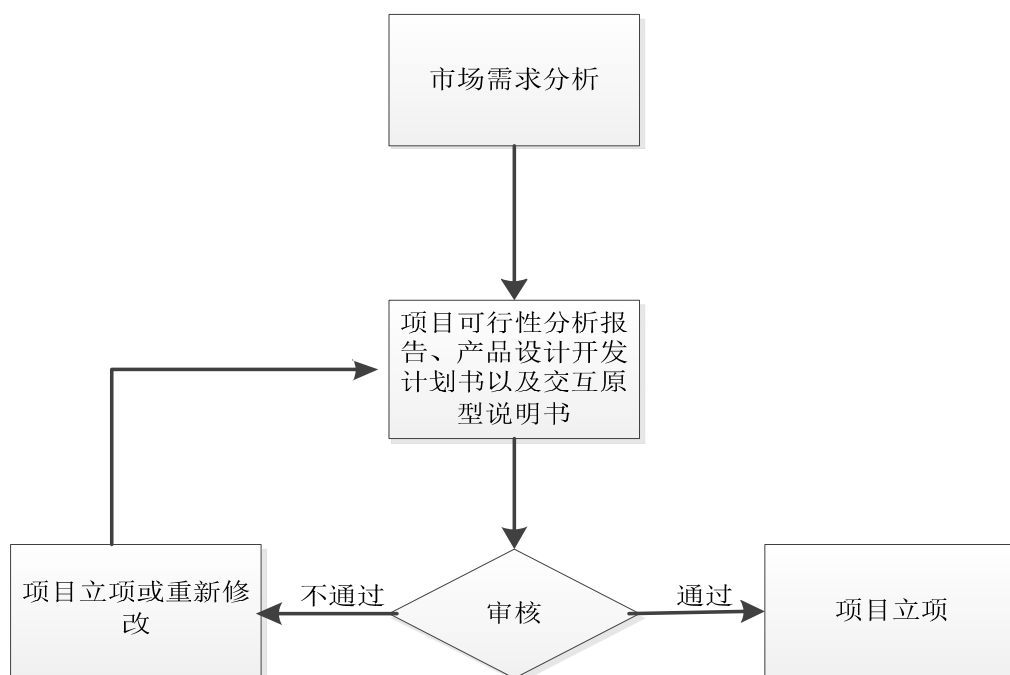 市场需求分析
项目可行性分析报
告、产品设计开发
计划书以及交互原
型说明书
项目立项或重新修
改
不通过
审核
通过
项目立项